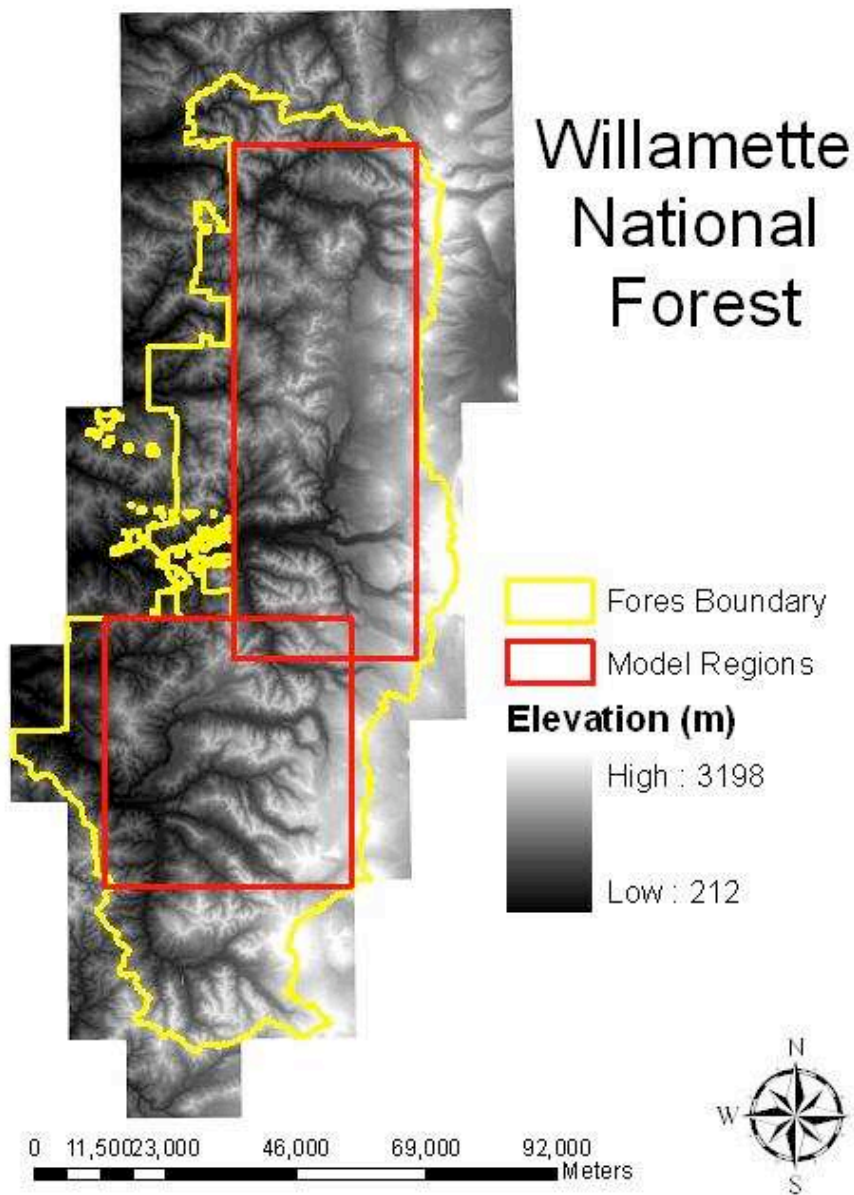 Willamette
National
Forest
Fores Boundary
Model Regions
Elevation (m)
High : 3198
Low : 212
N
W
S
0 11,500 23,000 46,000 69,000 92,000
Meters